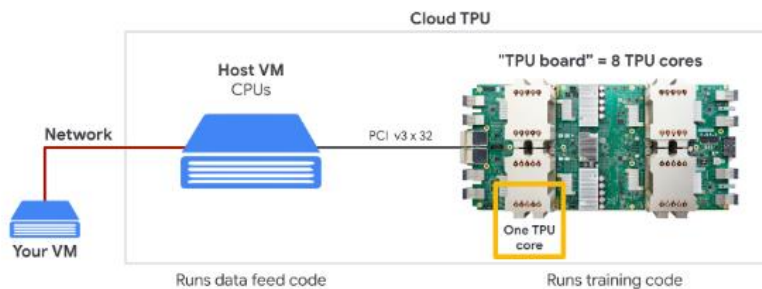 Cloud TPU
Host VM
CPUs
"TPU board" = 8 TPU cores
Network
PCI v3 x 32
One TPU
core
Your VM
Runs data feed code
Runs training code